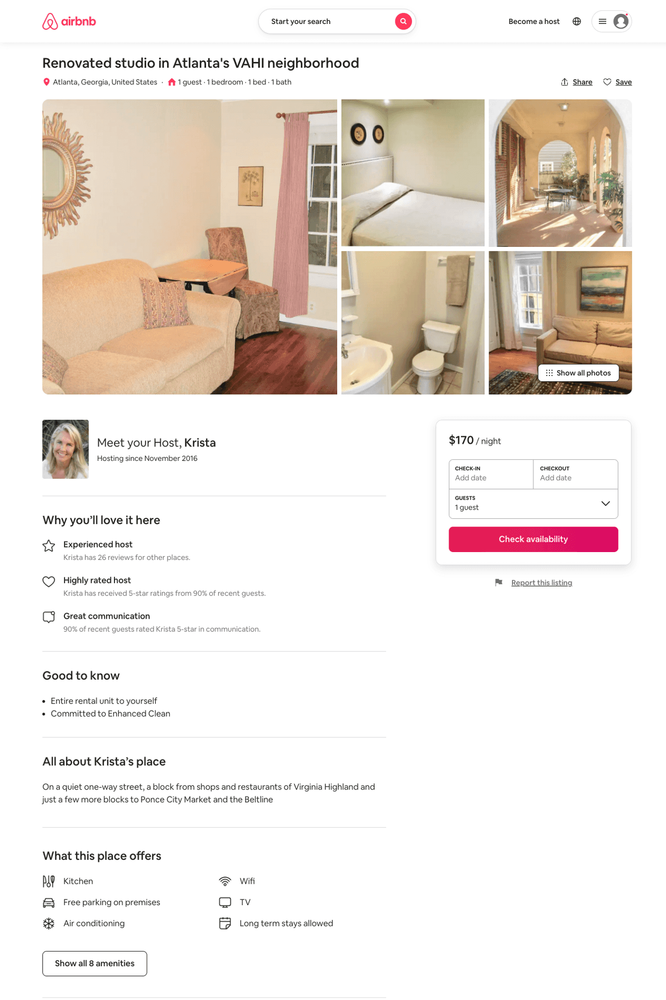 airbnb
Start your search
Become a host
Renovated studio in Atlanta's VAHI neighborhood
Atlanta, Georgia, United States · 1 guest · 1 bedroom · 1 bed · 1 bath
Share
Save
Show all photos
Meet your Host, Krista
Hosting since November 2016
$170 / night
CHECK-IN
Add date
CHECKOUT
Add date
GUESTS
1 guest
Check availability
Report this listing
Why you’ll love it here
Experienced host
Krista has 26 reviews for other places.
Highly rated host
Krista has received 5-star ratings from 90% of recent guests.
Great communication
90% of recent guests rated Krista 5-star in communication.
Good to know
• Entire rental unit to yourself
• Committed to Enhanced Clean
All about Krista’s place
On a quiet one-way street, a block from shops and restaurants of Virginia Highland and
just a few more blocks to Ponce City Market and the Beltline
What this place offers
Kitchen
Wifi
Free parking on premises
TV
Air conditioning
Long term stays allowed
Show all 8 amenities